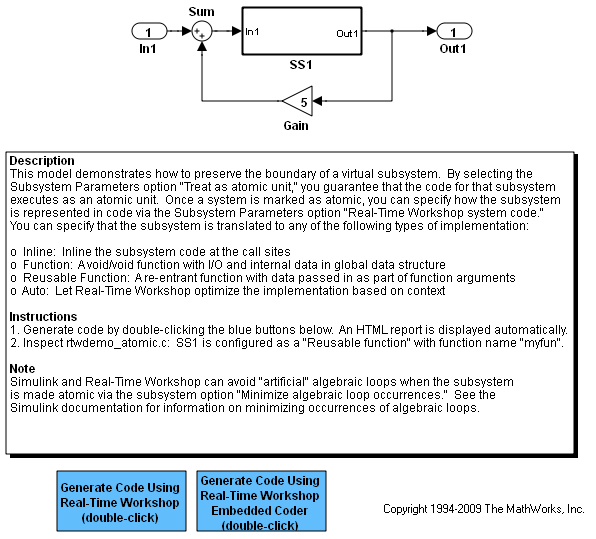 Sum
1
In1
+
+
In1
Out1
SS1
1
Out1
5
Gain
Description
This model demonstrates how to preserve the boundary of a virtual subsystem. By selecting the
Subsystem Parameters option "Treat as atomic unit," you guarantee that the code for that subsystem
executes as an atomic unit. Once a system is marked as atomic, you can specify how the subsystem
is represented in code via the Subsystem Parameters option "Real-Time Workshop system code."
You can specify that the subsystem is translated to any of the following types of implementation:
o Inline: Inline the subsystem code at the call sites
o Function: A void/void function with I/O and internal data in global data structure
o Reusable Function: A re-entrant function with data passed in as part of function arguments
o Auto: Let Real-Time Workshop optimize the implementation based on context
Instructions
1. Generate code by double-clicking the blue buttons below. An HTML report is displayed automatically.
2. Inspect rtwdemo_atomic.c: SS1 is configured as a "Reusable function" with function name "myfun".
Note
Simulink and Real-Time Workshop can avoid "artificial" algebraic loops when the subsystem
is made atomic via the subsystem option "Minimize algebraic loop occurrences." See the
Simulink documentation for information on minimizing occurrences of algebraic loops.
Generate Code Using
Real-Time Workshop
(double-click)
Generate Code Using
Real-Time Workshop
Embedded Coder
(double-click)
Copyright 1994-2009 The MathWorks, Inc.